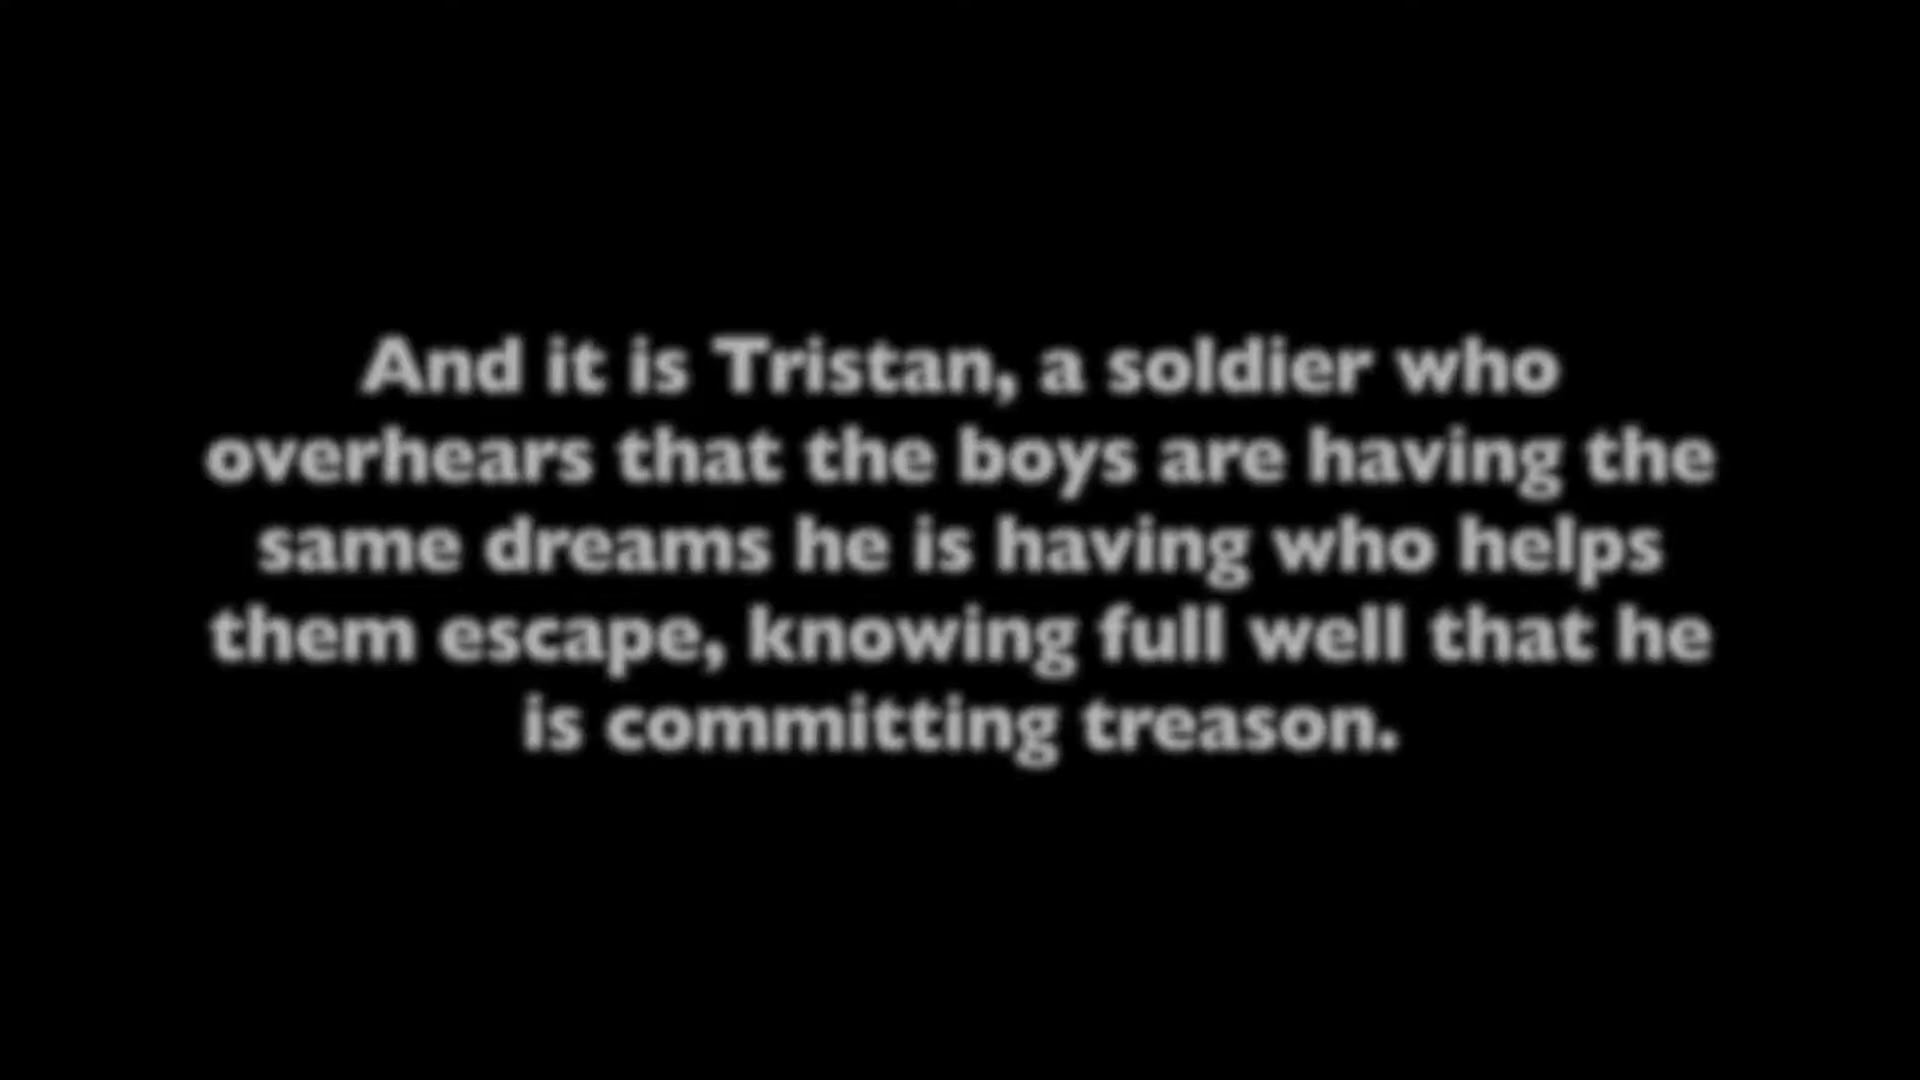 And it is Tristan, a soldier who
overhears that the boys are having the
same dreams he is having who helps
them escape, knowing full well that he
is committing treason.